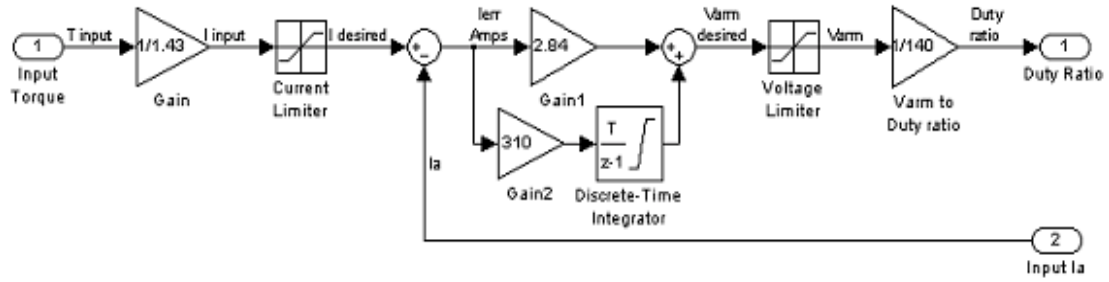 1
T input
Input
Torque
1/1.43
Gain
I input
Current
Limiter
I desired
+
-
Ierr
Amps
2.84
Gain1
310
Gain2
T
z-1
Discrete-Time
Integrator
+
+
Varm
desired
Voltage
Limiter
Varm
1/140
Varm to
Duty ratio
Duty
ratio
1
Duty Ratio
Ia
2
Input Ia